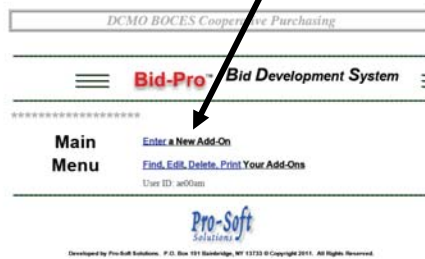 DCMO BOCES Cooperative Purchasing
Bid-Pro™ Bid Development System
********************
Main Menu
Enter a New Add-On
Find, Edit, Delete, Print Your Add-Ons
User ID: ae00am
Pro-Soft
Solutions
Developed by Pro-Soft Solutions. P.O. Box 191 Bainbridge, NY 13733 © Copyright 2011. All Rights Reserved.